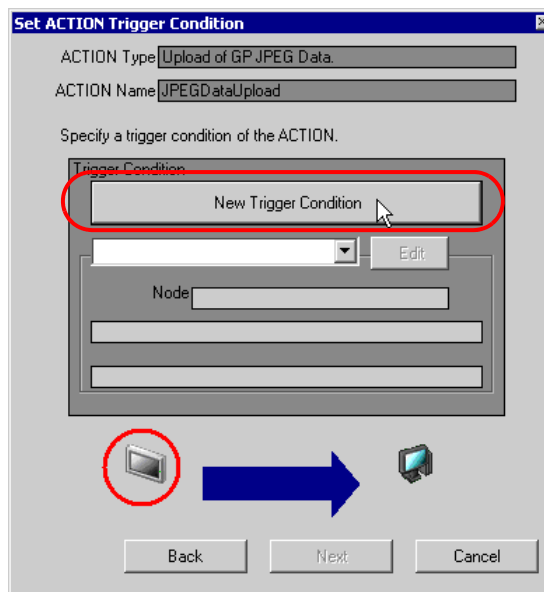 Set ACTION Trigger Condition
ACTION Type Upload of GP JPEG Data.
ACTION Name JPEGDataUpload
Specify a trigger condition of the ACTION.
Trigger Condition
New Trigger Condition
Edit
Node
Back Next Cancel